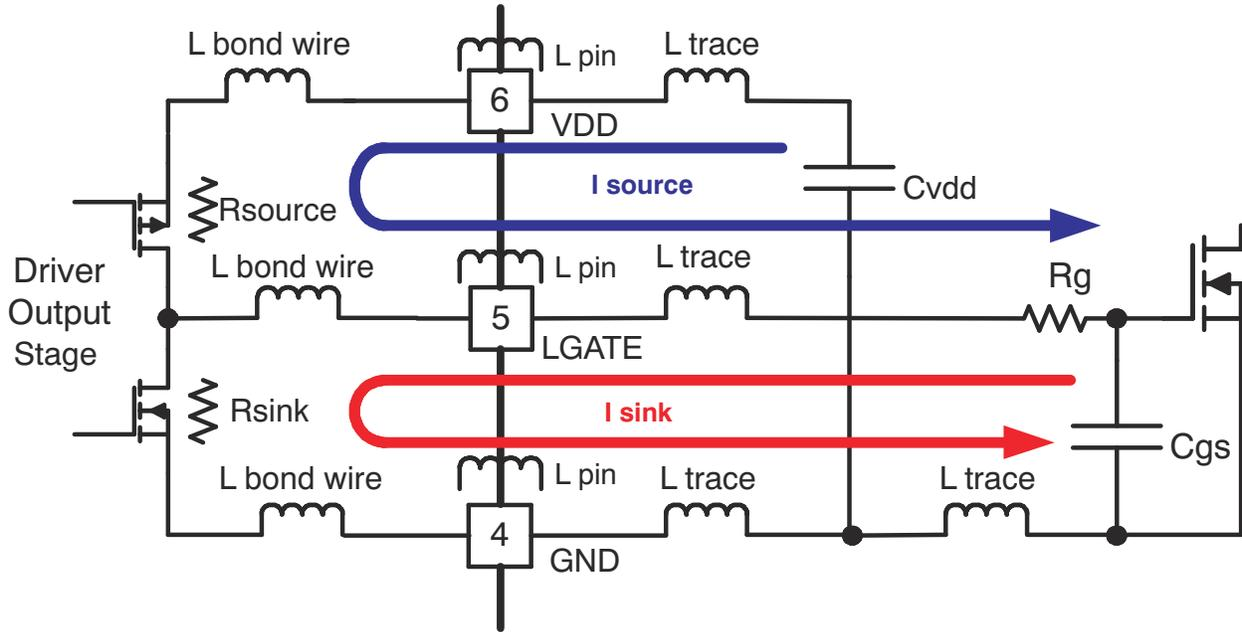 L bond wire
L pin
L trace
6
VDD
I source
Cvdd
Rsource
L bond wire
L pin
L trace
Rg
Driver
Output
Stage
5
LGATE
Rsink
I sink
Cgs
L bond wire
L pin
L trace
L trace
4
GND